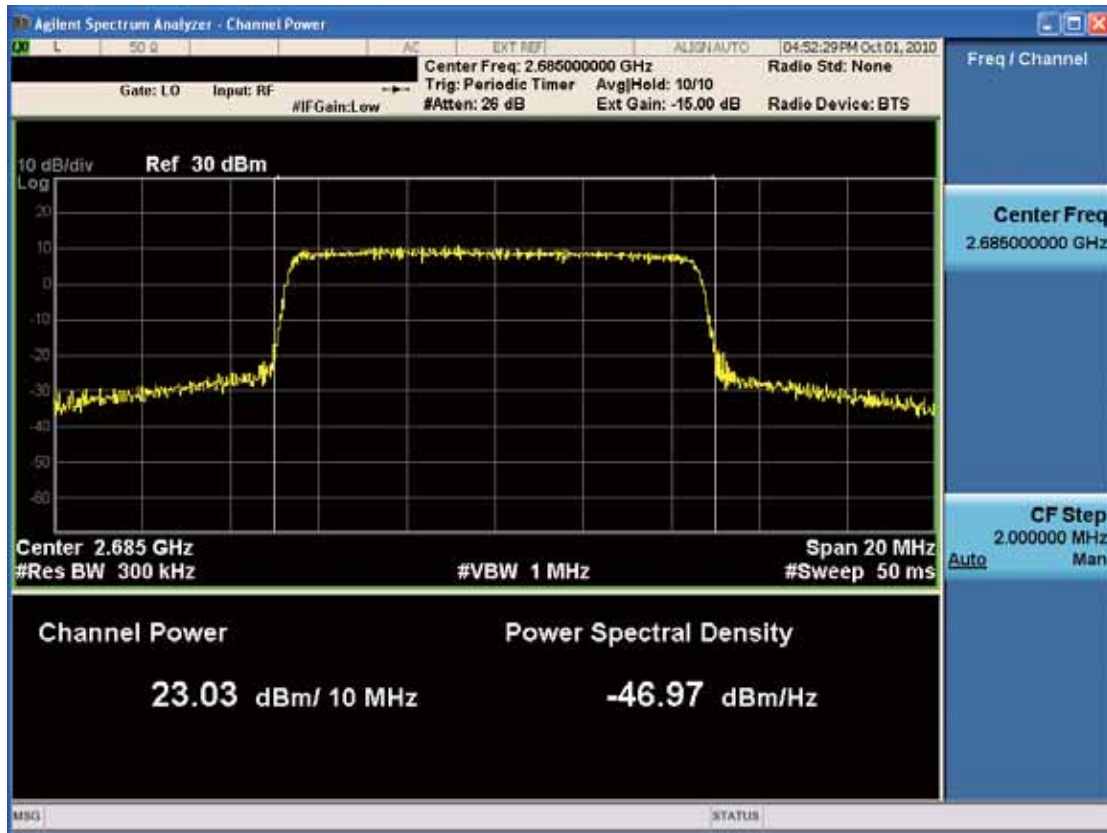 Agilent Spectrum Analyzer - Channel Power
L 50 Ω AC EXT REF ALIGN AUTO 04:52:29 PM Oct 01, 2010
Center Freq: 2.685000000 GHz Radio Std: None
Gate: LO Input: RF Trig: Periodic Timer Avg|Hold: 10/10
#IFGain:Low #Atten: 26 dB Ext Gain: -15.00 dB Radio Device: BTS
Freq / Channel
10 dB/div Ref 30 dBm
Log
20
10
0
-10
-20
-30
-40
-50
-60
Center 2.685 GHz Span 20 MHz
#Res BW 300 kHz #VBW 1 MHz #Sweep 50 ms
Channel Power Power Spectral Density
23.03 dBm/ 10 MHz -46.97 dBm/Hz
Center Freq
2.685000000 GHz
CF Step
2.000000 MHz
Auto Man
MSG STATUS